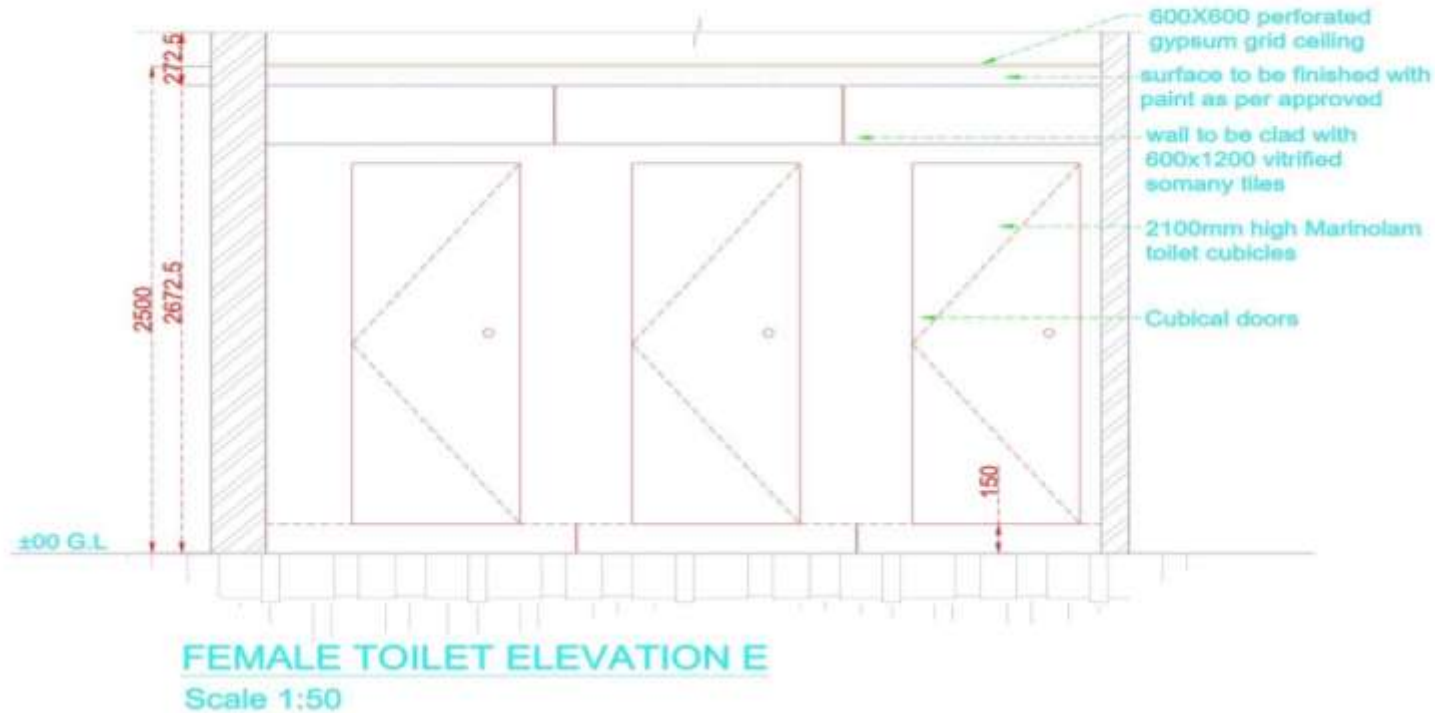 600X600 perforated
gypsum grid ceiling
surface to be finished with
paint as per approved
wall to be clad with
600x1200 vitrified
somany tiles
2100mm high Marinolam
toilet cubicles
Cubical doors
272.5
2500
2672.5
150
±00 G.L
FEMALE TOILET ELEVATION E
Scale 1:50